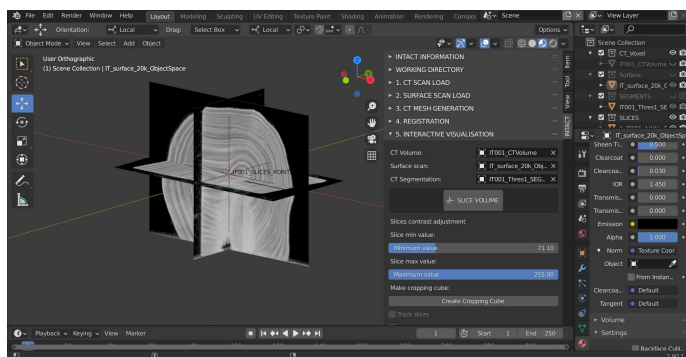 File Edit Render Window Help Layout Modeling Sculpting UV Editing Texture Paint Shading Animation Rendering Compos Scene View Layer
Orientation: Local Drag: Select Box Local Options
Object Mode View Select Add Object
User Orthographic
(1) Scene Collection | IT_surface_20k_ObjectSpace
IT001_SLICES_POINT
Z
Item
Tool
View
INTACT
INTACT INFORMATION
WORKING DIRECTORY
1. CT SCAN LOAD
2. SURFACE SCAN LOAD
3. CT MESH GENERATION
4. REGISTRATION
5. INTERACTIVE VISUALISATION
CT Volume: IT001_CTVolume
Surface scan: IT_surface_20k_Obj...
CT Segmentation: IT001_Thres1_SEG...
SLICE VOLUME
Slices contrast adjustment
Slice min value:
Minimum value 71.10
Slice max value:
Maximum value 255.00
Make cropping cube:
Create Cropping Cube
Track slices
Scene Collection
CT_Voxel
IT001_CTVolume
Surface
IT_surface_20k_O
SEGMENTS
IT001_Thres1_SE
SLICES
IT_surface_20k_ObjectSp
Sheen Ti... 0.500
Clearcoat 0.000
Clearcoa... 0.030
IOR 1.450
Transmis... 0.000
Transmis... 0.000
Emission
Alpha 1.000
Norm Texture Coor
Object
from Instan...
Clearcoa... Default
Tangent Default
Volume
Settings
Backface Culli...
Playback Keying View Marker 1 Start 1 End 250